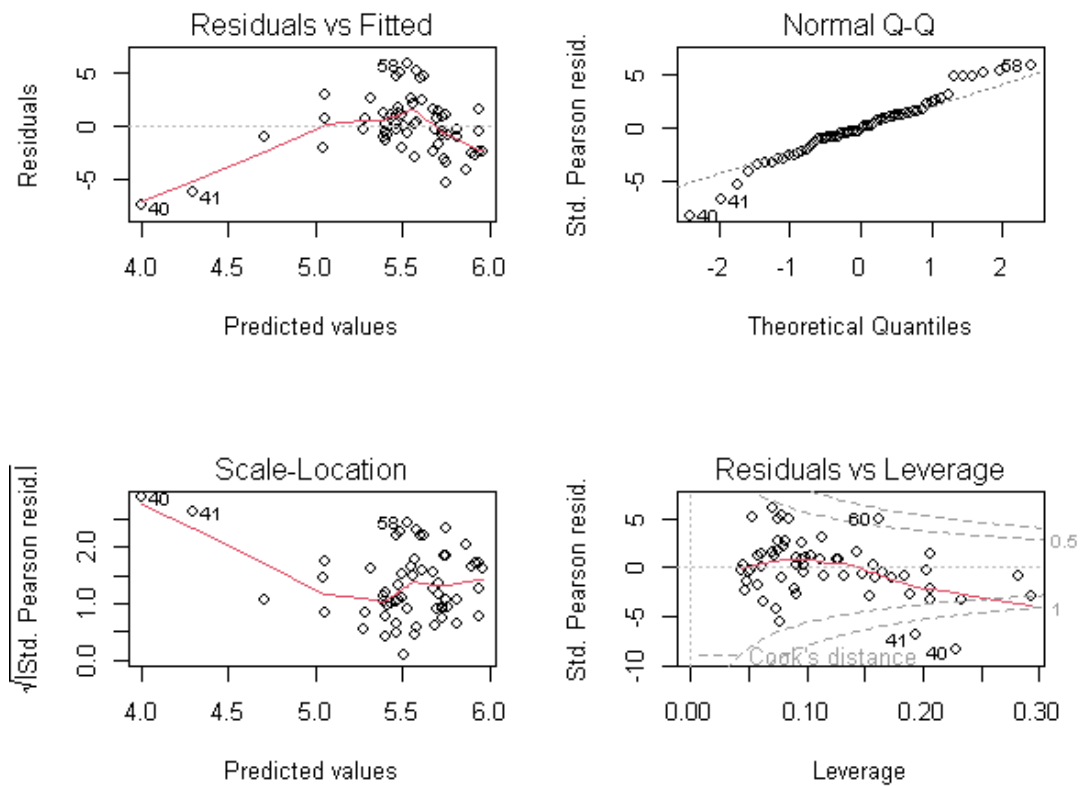 Residuals vs Fitted
Residuals
5
0
-5
58
40
41
4.0 4.5 5.0 5.5 6.0
Predicted values
Normal Q-Q
Std. Pearson resid.
5
0
-5
58
41
40
-2 -1 0 1 2
Theoretical Quantiles
Scale-Location
√|Std. Pearson resid.|
2.0
1.0
0.0
40
41
58
4.0 4.5 5.0 5.5 6.0
Predicted values
Residuals vs Leverage
Std. Pearson resid.
5
0
-5
-10
60
0.5
1
41
40
Cook's distance
0.00 0.10 0.20 0.30
Leverage